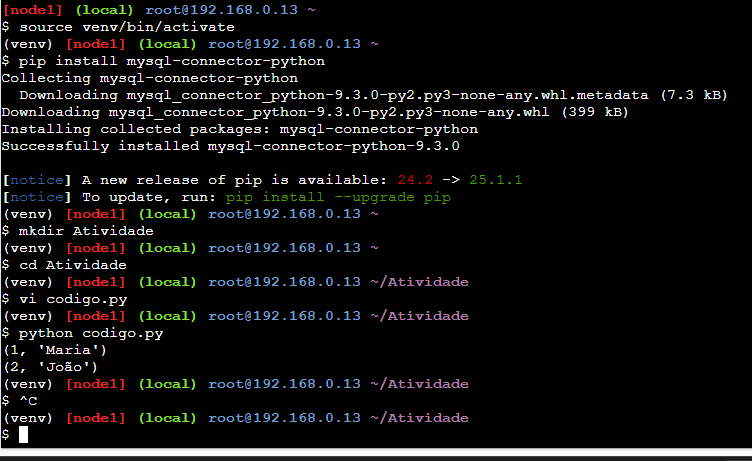 [node1] (local) root@192.168.0.13 ~
$ source venv/bin/activate
(venv) [node1] (local) root@192.168.0.13 ~
$ pip install mysql-connector-python
Collecting mysql-connector-python
  Downloading mysql_connector_python-9.3.0-py2.py3-none-any.whl.metadata (7.3 kB)
Downloading mysql_connector_python-9.3.0-py2.py3-none-any.whl (399 kB)
Installing collected packages: mysql-connector-python
Successfully installed mysql-connector-python-9.3.0

[notice] A new release of pip is available: 24.2 -> 25.1.1
[notice] To update, run: pip install --upgrade pip
(venv) [node1] (local) root@192.168.0.13 ~
$ mkdir Atividade
(venv) [node1] (local) root@192.168.0.13 ~
$ cd Atividade
(venv) [node1] (local) root@192.168.0.13 ~/Atividade
$ vi codigo.py
(venv) [node1] (local) root@192.168.0.13 ~/Atividade
$ python codigo.py
(1, 'Maria')
(2, 'João')
(venv) [node1] (local) root@192.168.0.13 ~/Atividade
$ ^C
(venv) [node1] (local) root@192.168.0.13 ~/Atividade
$